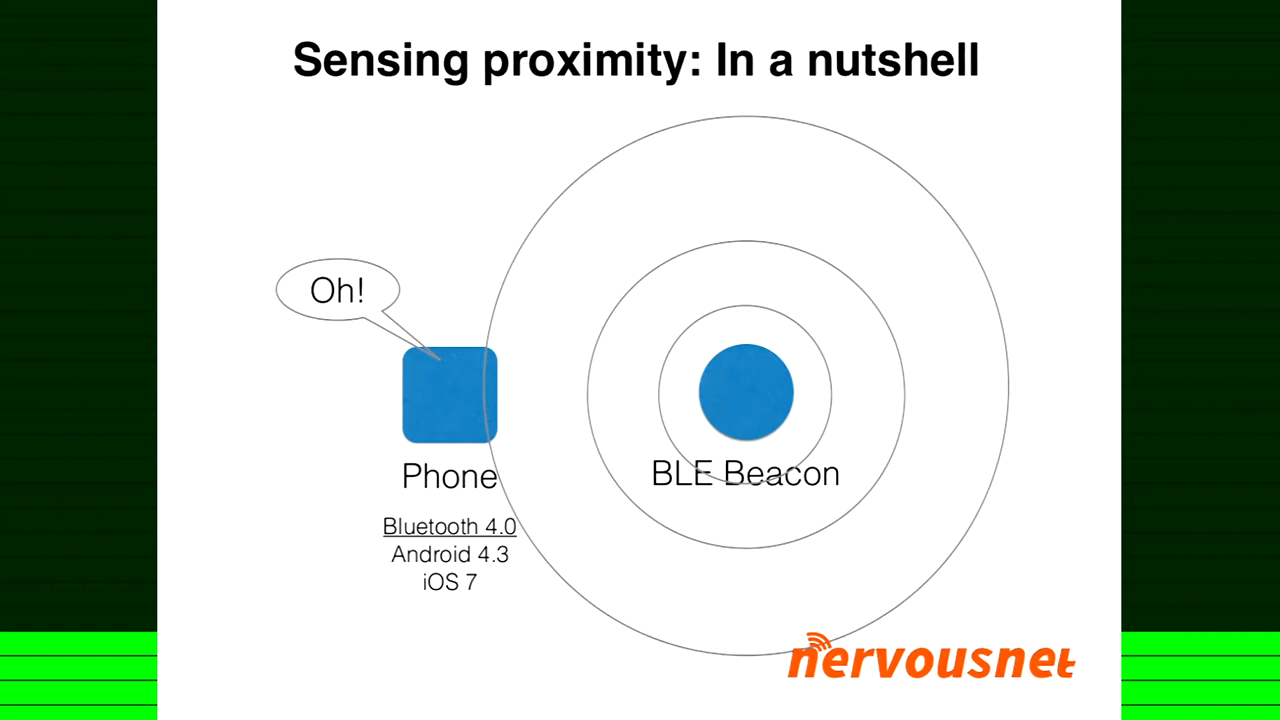 Sensing proximity: In a nutshell
Oh!
Phone
BLE Beacon
Bluetooth 4.0
Android 4.3
iOS 7
nervousnet